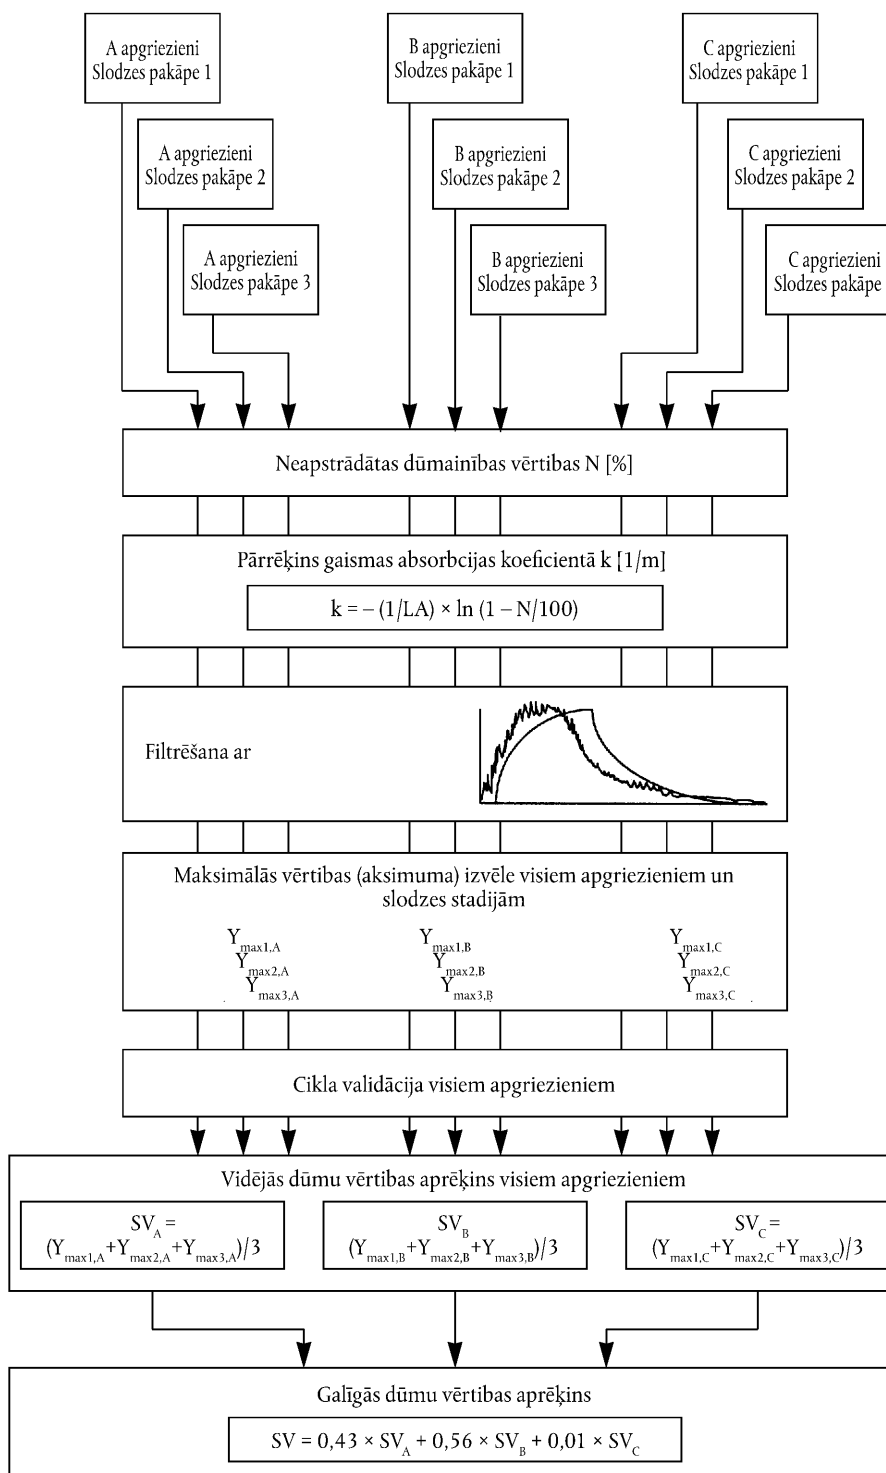 A apgriezieni
Slodzes pakāpe 1
B apgriezieni
Slodzes pakāpe 1
C apgriezieni
Slodzes pakāpe 1
A apgriezieni
Slodzes pakāpe 2
B apgriezieni
Slodzes pakāpe 2
C apgriezieni
Slodzes pakāpe 2
A apgriezieni
Slodzes pakāpe 3
B apgriezieni
Slodzes pakāpe 3
C apgriezieni
Slodzes pakāpe
Neapstrādātas dūmainības vērtības N [%]
Pārrēķins gaismas absorbcijas koeficientā k [1/m]
k = – (1/LA) × ln (1 – N/100)
Filtrēšana ar
Maksimālās vērtības (aksimuma) izvēle visiem apgriezieniem un
slodzes stadijām
Ymax1,A Ymax1,B Ymax1,C
Ymax2,A Ymax2,B Ymax2,C
Ymax3,A Ymax3,B Ymax3,C
Cikla validācija visiem apgriezieniem
Vidējās dūmu vērtības aprēķins visiem apgriezieniem
SVA =
(Ymax1,A+Ymax2,A+Ymax3,A)/3
SVB
(Ymax1,B+Ymax2,B+Ymax3,B)/3
SVC =
(Ymax1,C+Ymax2,C+Ymax3,C)/3
Galīgās dūmu vērtības aprēķins
SV = 0,43 × SVA + 0,56 × SVB + 0,01 × SVC